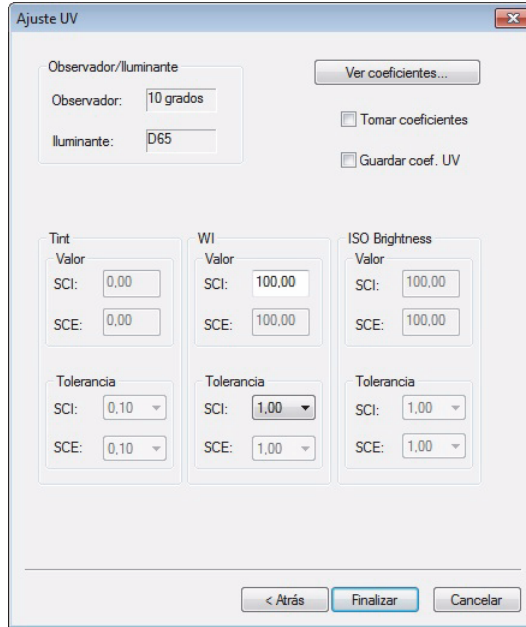 Ajuste UV
Observador/Iluminante
Observador: 10 grados
Iluminante: D65
Ver coeficientes...
Tomar coeficientes
Guardar coef. UV
Tint
Valor
SCI: 0,00
SCE: 0,00
Tolerancia
SCI: 0,10
SCE: 0,10
WI
Valor
SCI: 100,00
SCE: 100,00
Tolerancia
SCI: 1,00
SCE: 1,00
ISO Brightness
Valor
SCI: 100,00
SCE: 100,00
Tolerancia
SCI: 1,00
SCE: 1,00
< Atrás
Finalizar
Cancelar